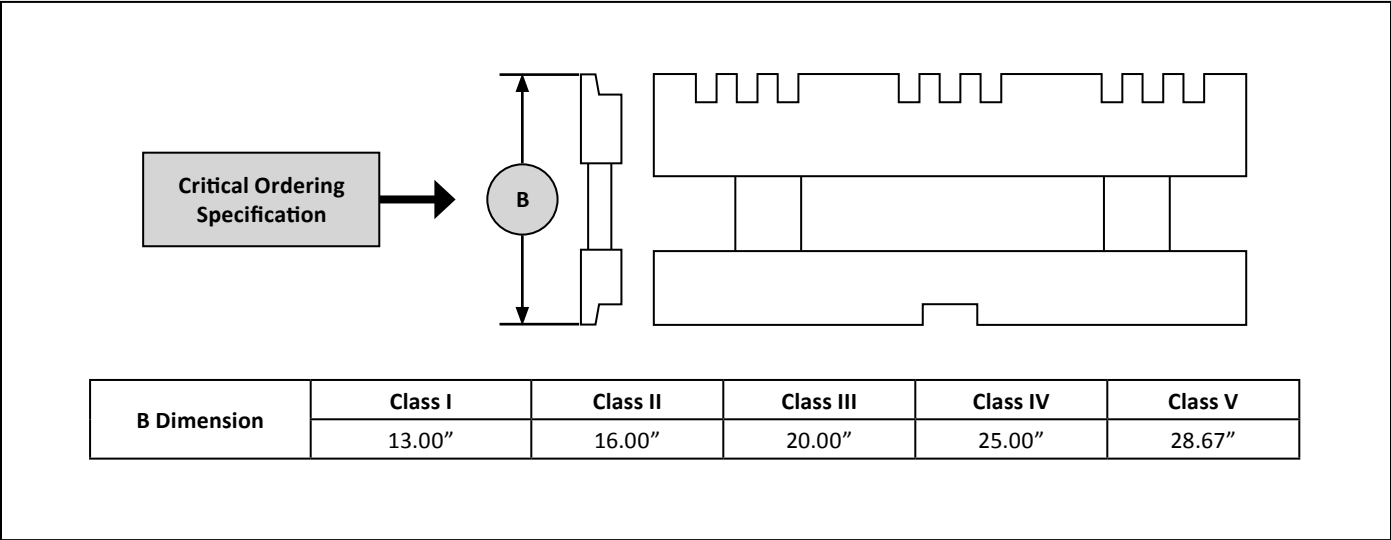 Critical Ordering
Specification
B
B Dimension
Class I
Class II
Class III
Class IV
Class V
13.00”
16.00”
20.00”
25.00”
28.67”